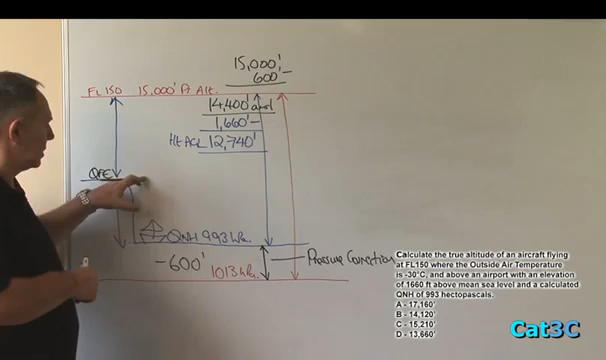 15,000'
600' -
FL 150 15,000' Ft Alt.
14,400' amsl
1,660' -
Ht AGL 12,740'
QFE
QNH 993 hPa.
-600'
1013 hPa.
Pressure Correction
Calculate the true altitude of an aircraft flying
at FL150 where the Outside Air Temperature
is -30°C, and above an airport with an elevation
of 1660 ft above mean sea level and a calculated
QNH of 993 hectopascals.
A - 17,160'
B - 14,120'
C - 15,210'
D - 13,660'
Cat3C